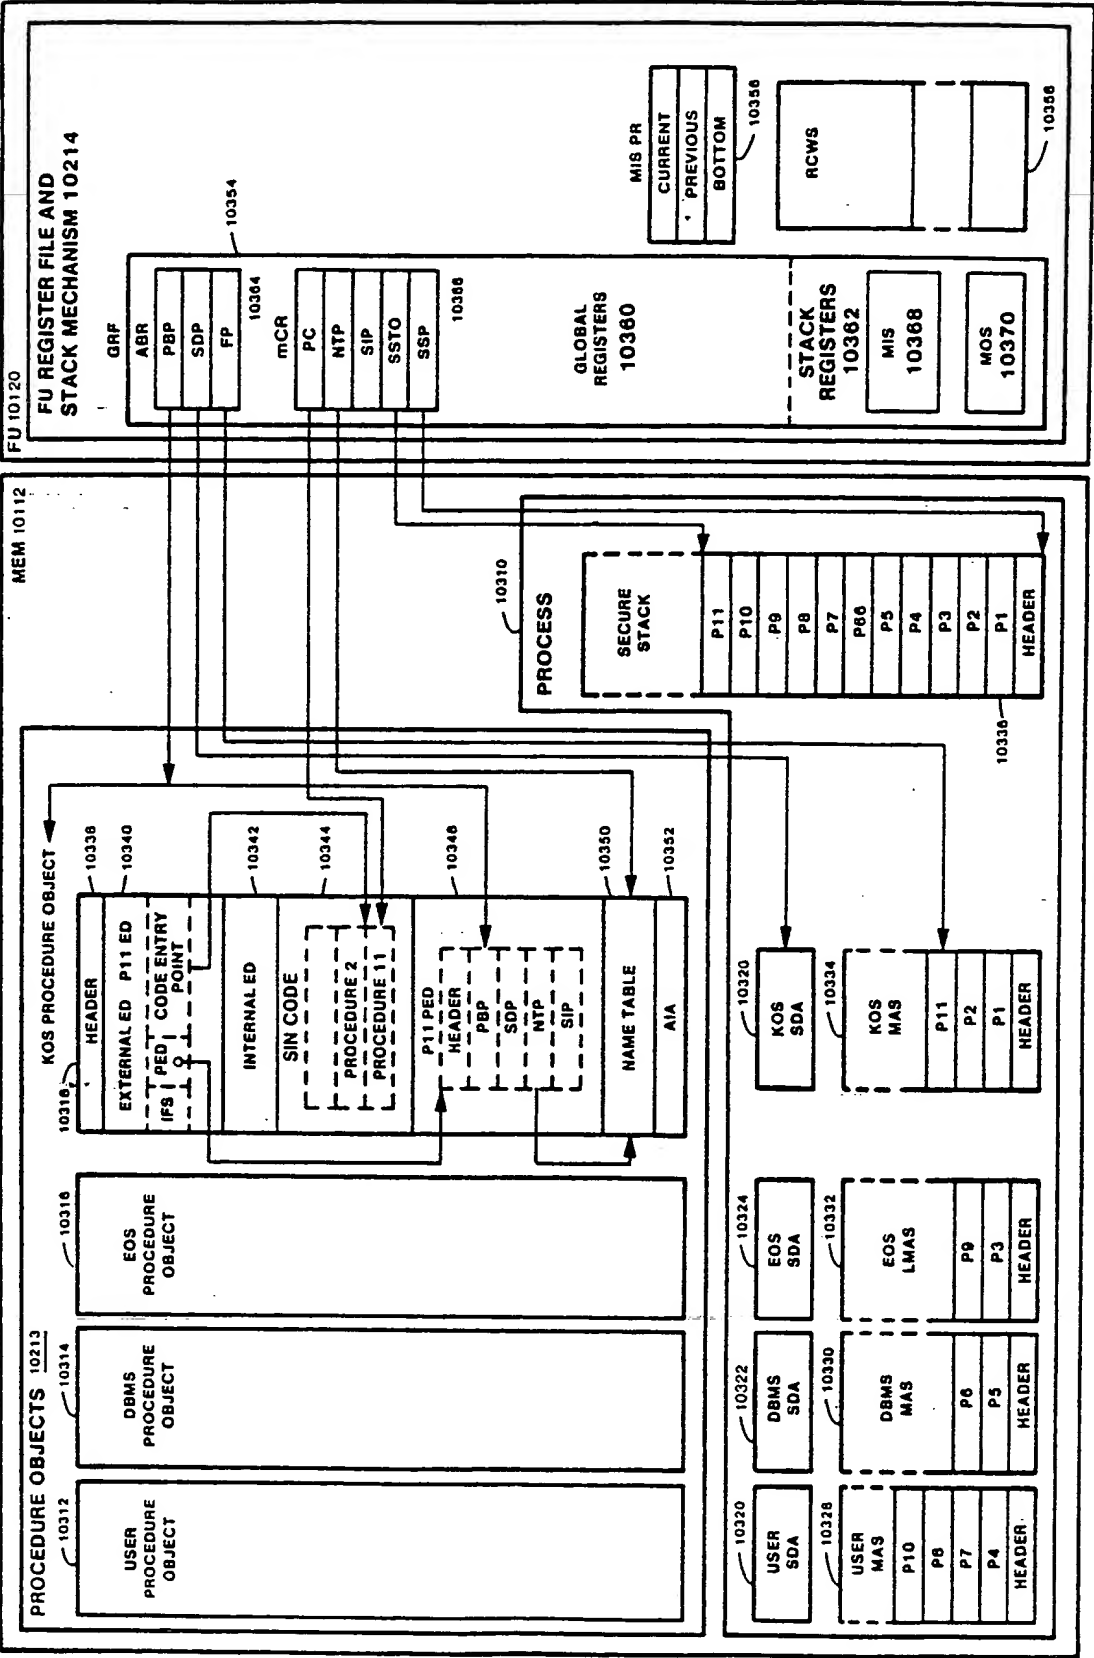 PROCEDURE OBJECTS 10213
10312
USER
PROCEDURE
OBJECT
10314
DBMS
PROCEDURE
OBJECT
10316
EOS
PROCEDURE
OBJECT
10318
KOS PROCEDURE OBJECT
HEADER
10336
EXTERNAL ED P11 ED
10340
IFS
PED
CODE ENTRY
POINT
INTERNAL ED
10342
SIN CODE
10344
PROCEDURE 2
PROCEDURE 11
P11 PED
HEADER
10348
PBP
SDP
NTP
SIP
NAME TABLE
10350
AIA
10352
MEM 10112
10320
USER
SDA
10322
DBMS
SDA
10324
EOS
SDA
10320
KOS
SDA
10328
USER
MAS
P10
P8
P7
P4
HEADER
10330
DBMS
MAS
P6
P5
HEADER
10332
EOS
LMAS
P9
P3
HEADER
10334
KOS
MAS
P11
P2
P1
HEADER
10310
PROCESS
SECURE
STACK
P11
P10
P9
P8
P7
P66
P5
P4
P3
P2
P1
HEADER
10336
FU 10120
FU REGISTER FILE AND
STACK MECHANISM 10214
10354
GRF
ABR
PBP
SDP
FP
10364
mCR
PC
NTP
SIP
SSTO
SSP
10366
GLOBAL
REGISTERS
10360
STACK
REGISTERS
10362
MIS
10368
MOS
10370
MIS PR
CURRENT
PREVIOUS
BOTTOM
10356
RCWS
10358